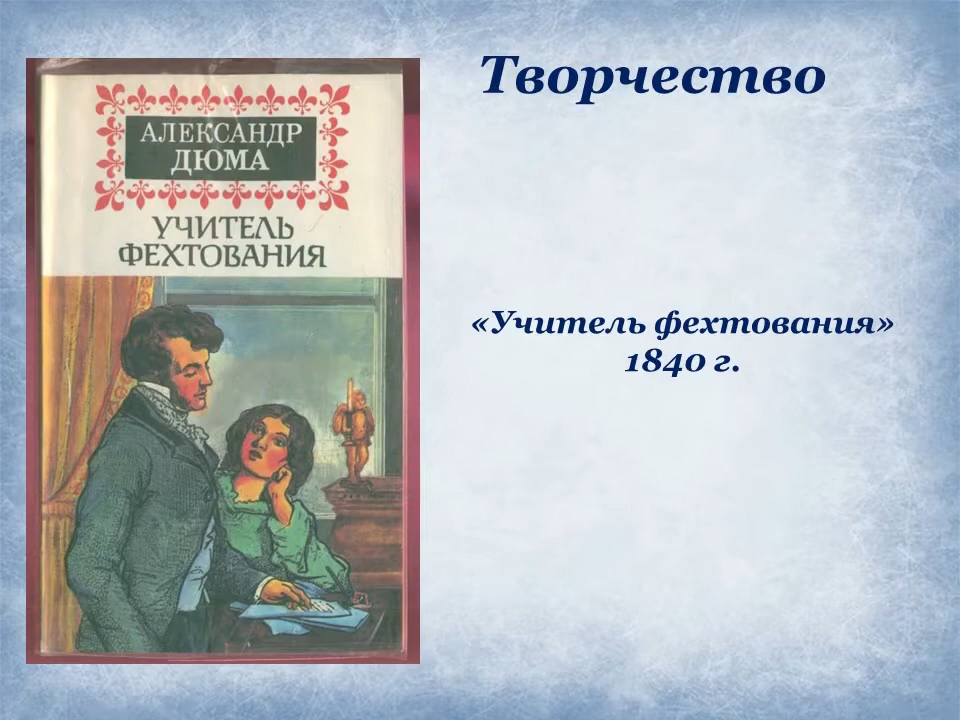 Творчество
АЛЕКСАНДР
ДЮМА
УЧИТЕЛЬ
ФЕХТОВАНИЯ
«Учитель фехтования»
1840 г.